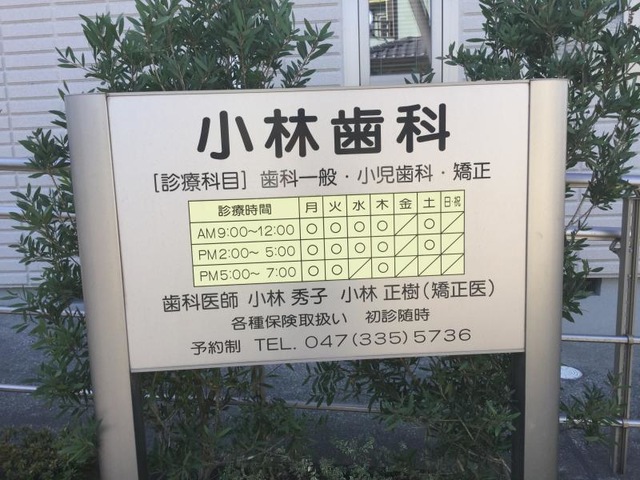 小林歯科
[診療科目] 歯科一般・小児歯科・矯正
診療時間 月 火 水 木 金 土 日・祝
AM9:00〜12:00 ○ ○ ○ ○ ／ ○ ／
PM2:00〜 5:00 ○ ○ ○ ○ ／ ○ ／
PM5:00〜 7:00 ○ ○ ／ ○ ／ ／ ／
歯科医師 小林 秀子 小林 正樹(矯正医)
各種保険取扱い 初診随時
予約制 TEL. 047(335)5736